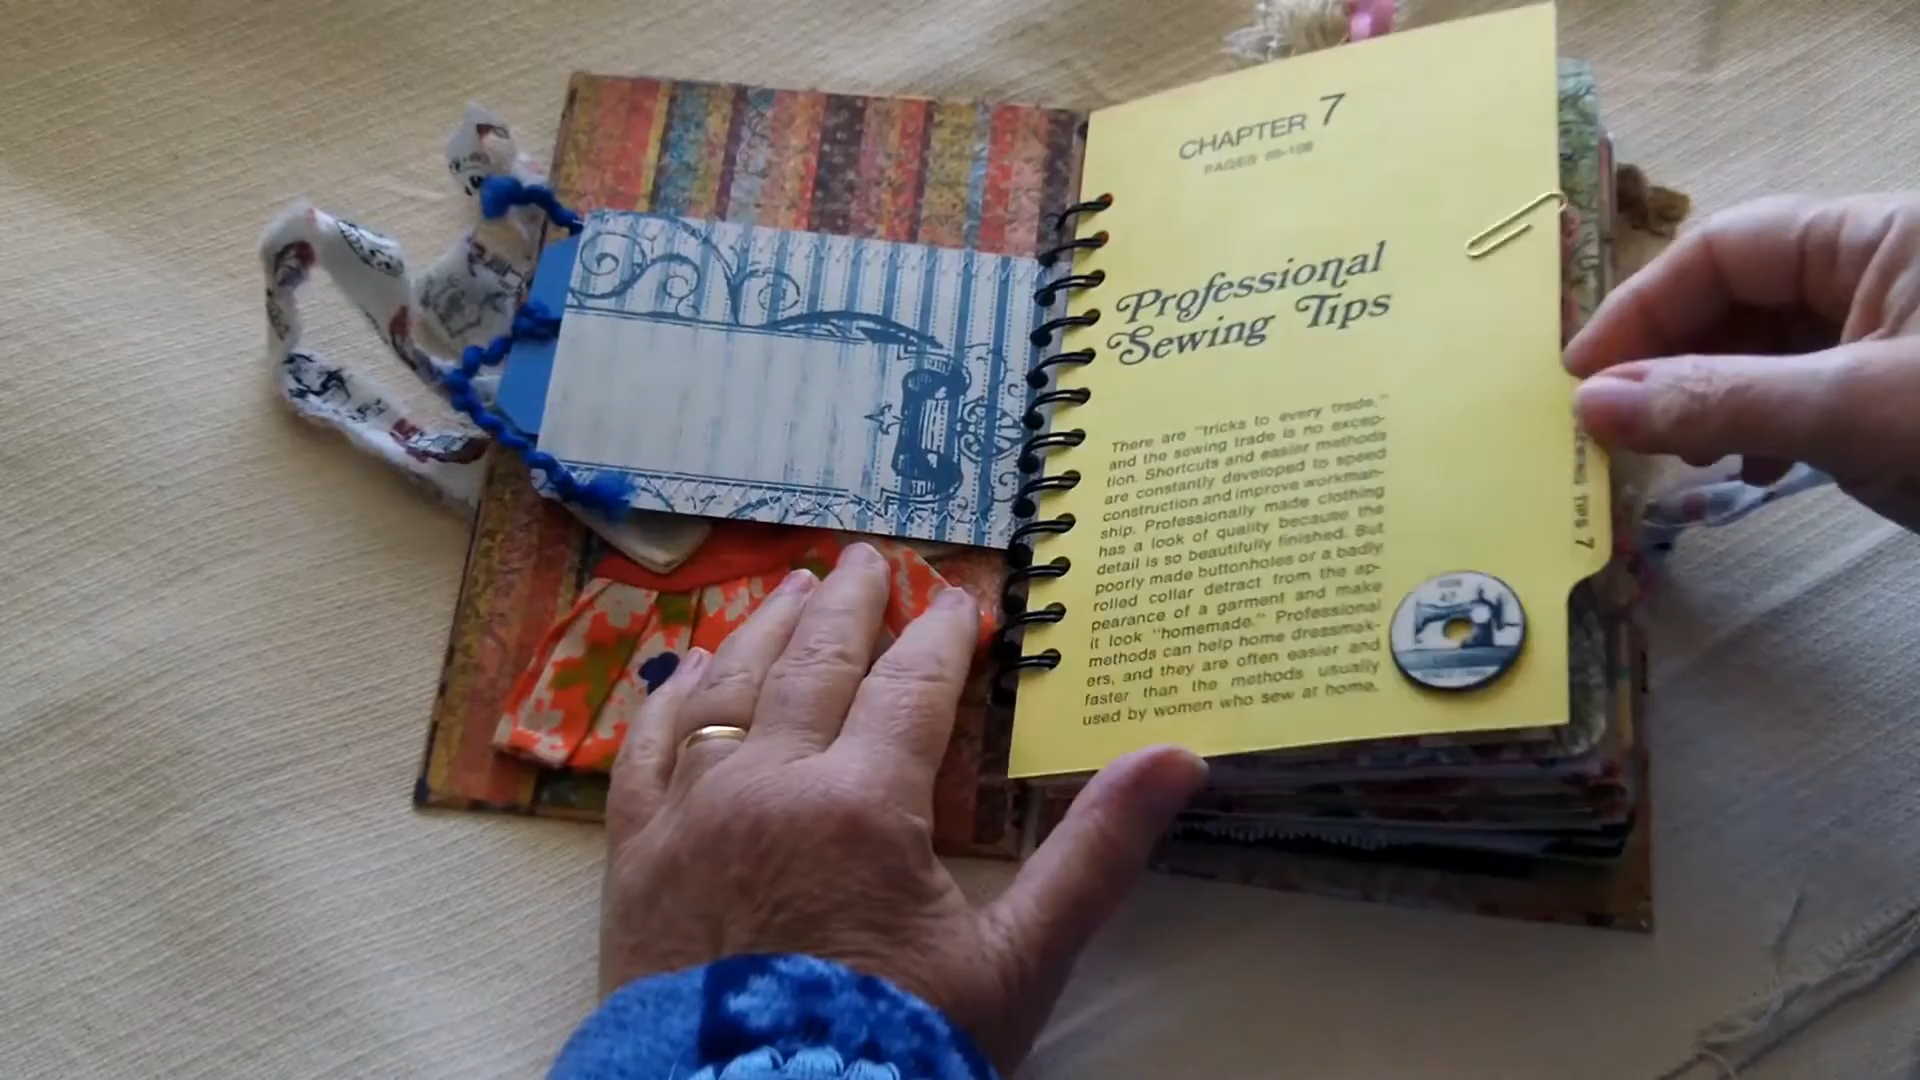 CHAPTER 7
PAGES 89-108
Professional
Sewing Tips
There are "tricks to every trade,"
and the sewing trade is no excep-
tion. Shortcuts and easier methods
are constantly developed to speed
construction and improve workman-
ship. Professionally made clothing
has a look of quality because the
detail is so beautifully finished. But
poorly made buttonholes or a badly
rolled collar detract from the ap-
pearance of a garment and make
it look "homemade." Professional
methods can help home dressmak-
ers, and they are often easier and
faster than the methods usually
used by women who sew at home.
TIPS 7